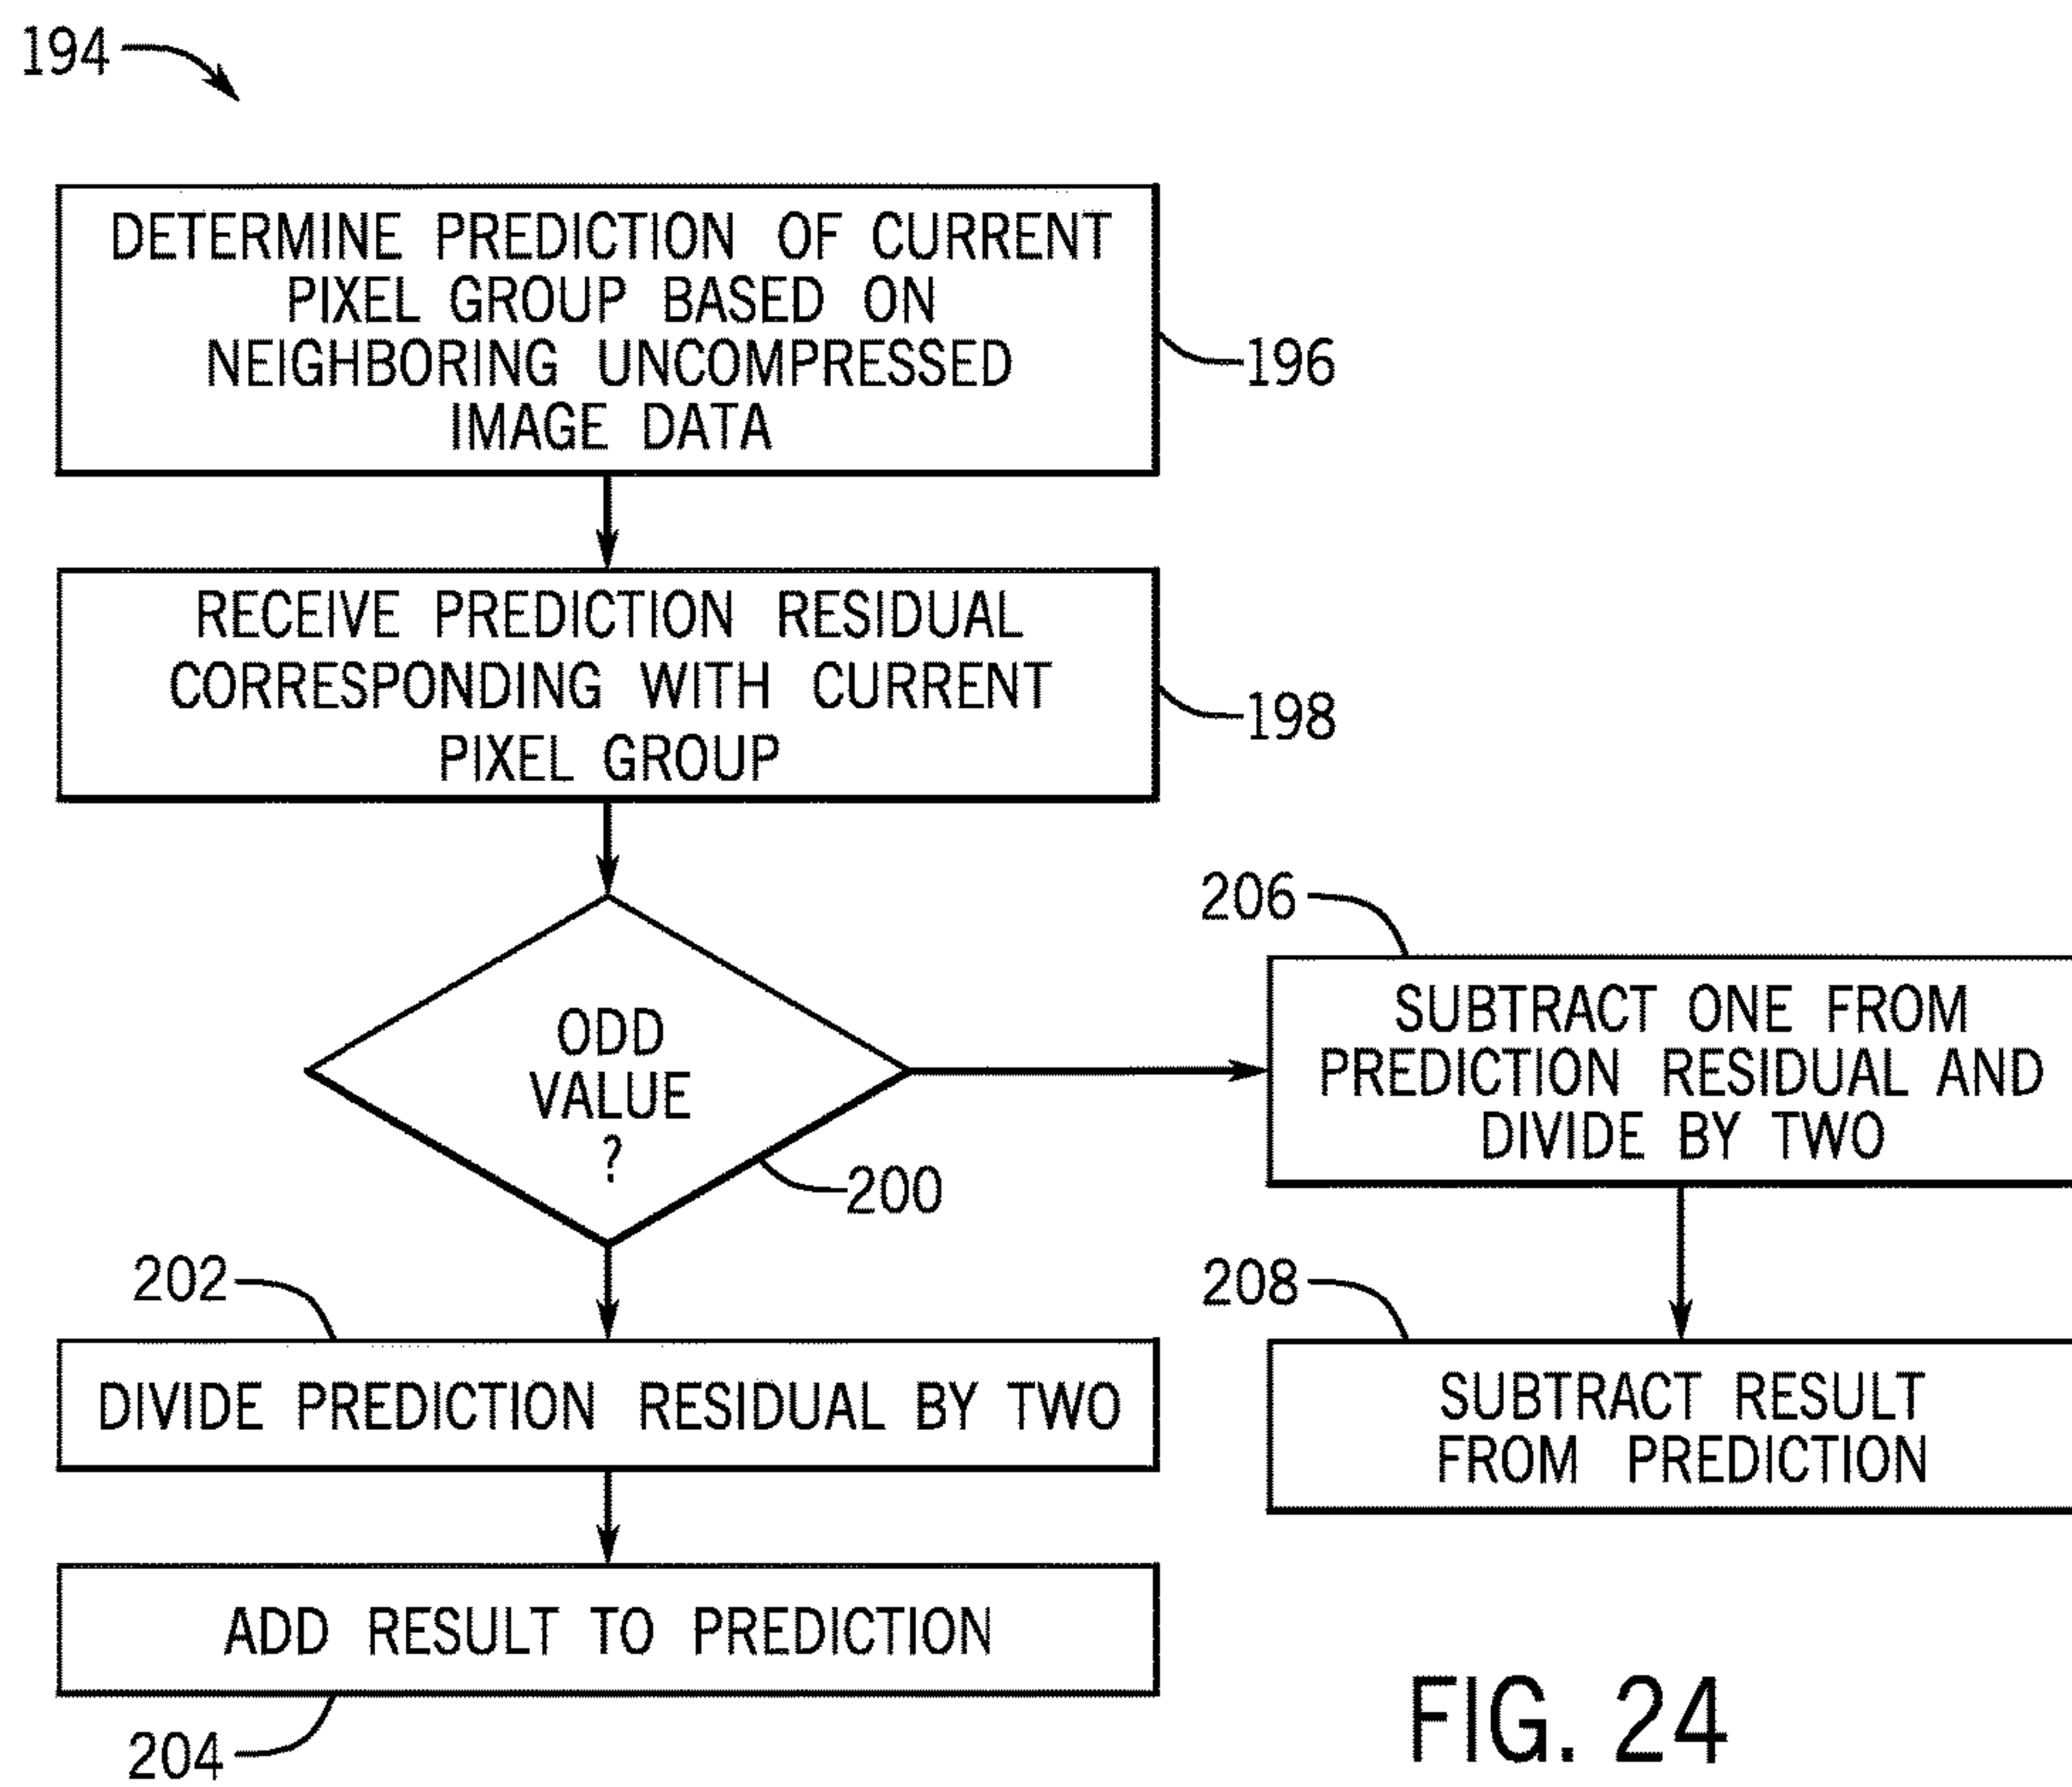 194
DETERMINE PREDICTION OF CURRENT
PIXEL GROUP BASED ON
NEIGHBORING UNCOMPRESSED
IMAGE DATA
196
RECEIVE PREDICTION RESIDUAL
CORRESPONDING WITH CURRENT
PIXEL GROUP
198
ODD
VALUE
?
200
206
SUBTRACT ONE FROM
PREDICTION RESIDUAL AND
DIVIDE BY TWO
202
DIVIDE PREDICTION RESIDUAL BY TWO
208
SUBTRACT RESULT
FROM PREDICTION
ADD RESULT TO PREDICTION
204
FIG. 24